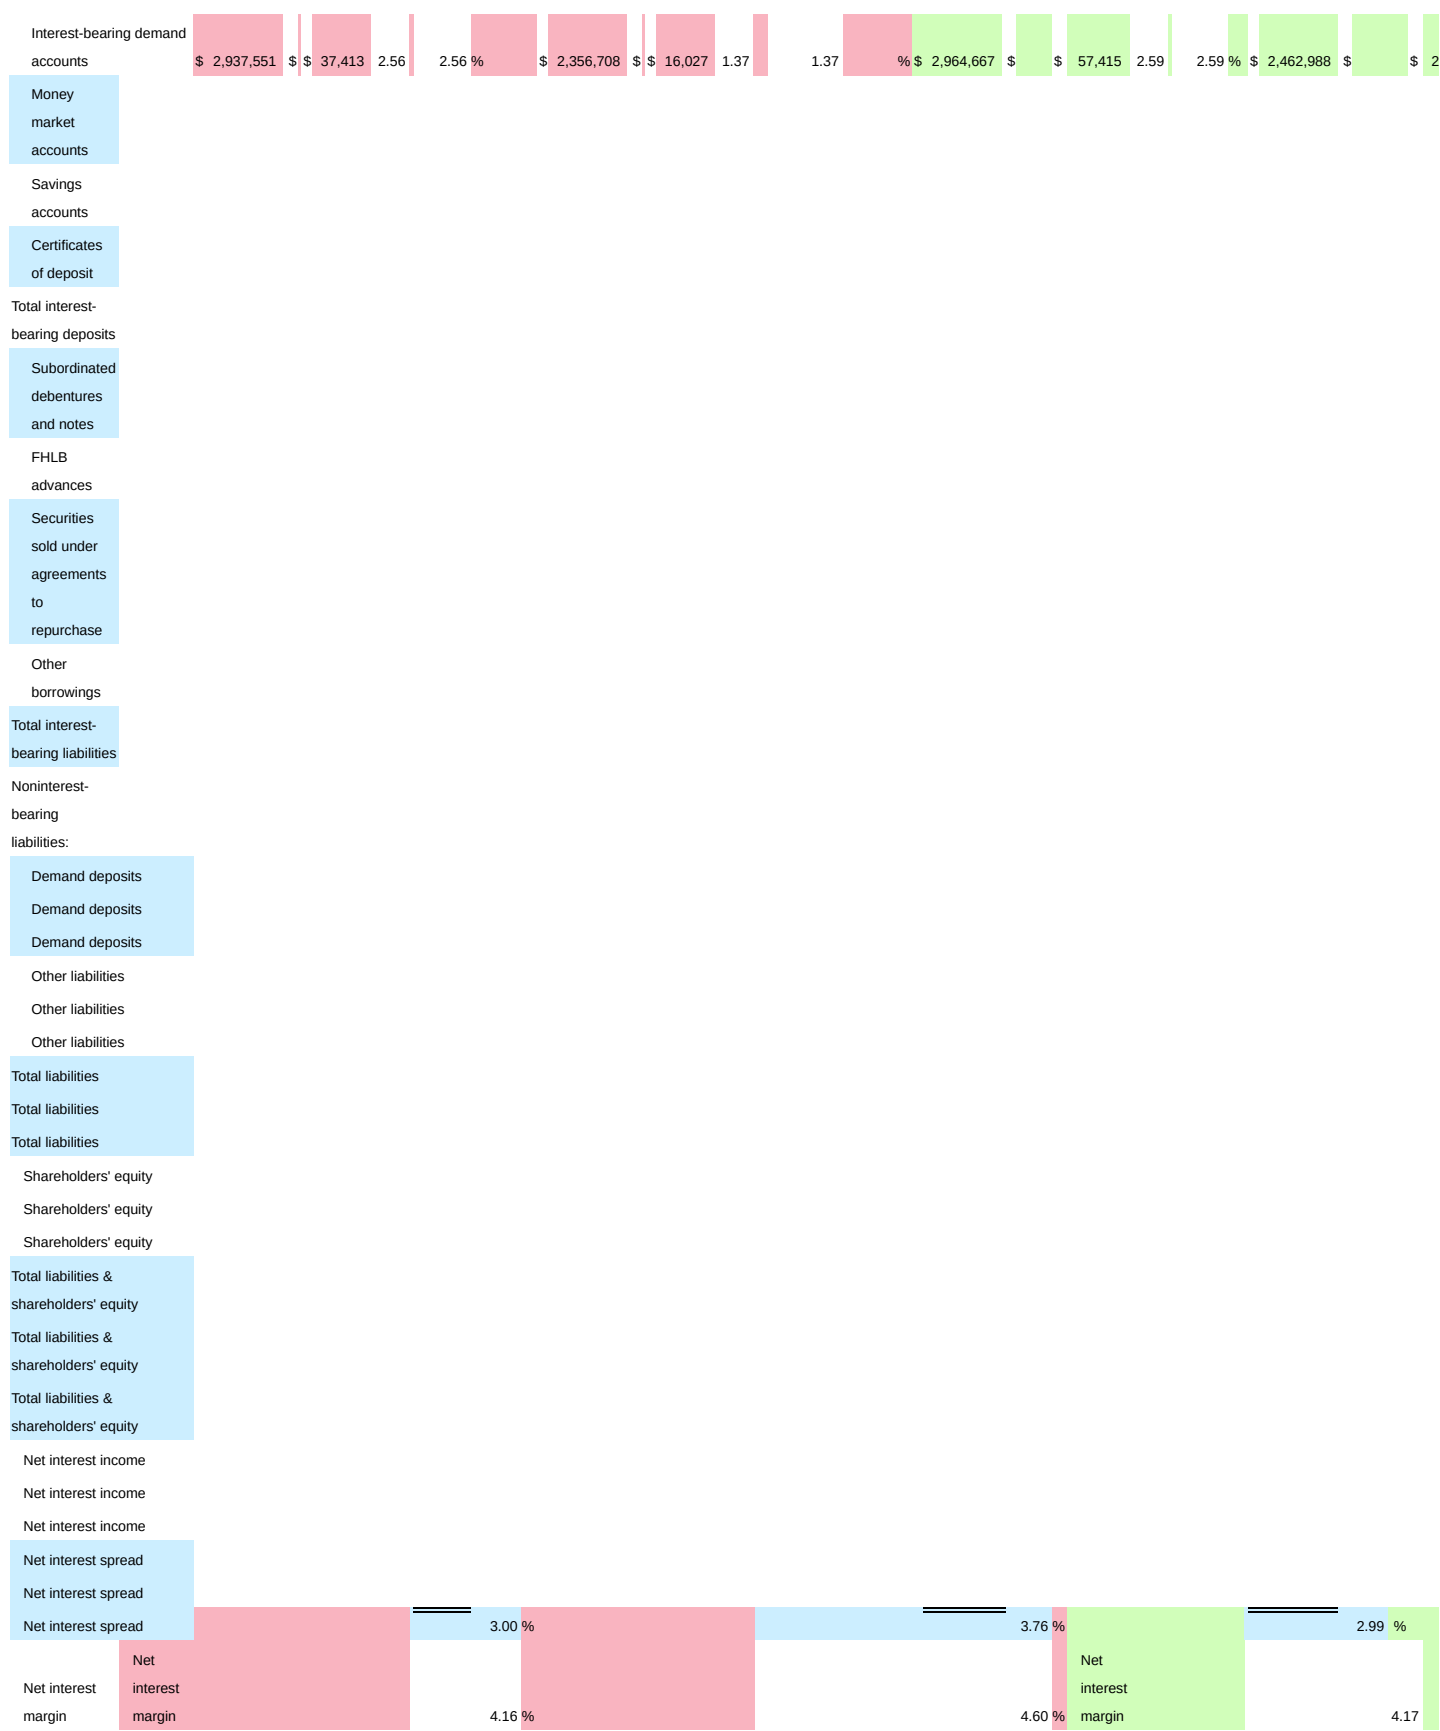 Interest-bearing demand
accounts $ 2,937,551 $ $ 37,413 2.56 2.56 % $ 2,356,708 $ $ 16,027 1.37 1.37 % $ 2,964,667 $ $ 57,415 2.59 2.59 % $ 2,462,988 $ $ 2
Money
market
accounts
Savings
accounts
Certificates
of deposit
Total interest-
bearing deposits
Subordinated
debentures
and notes
FHLB
advances
Securities
sold under
agreements
to
repurchase
Other
borrowings
Total interest-
bearing liabilities
Noninterest-
bearing
liabilities:
Demand deposits
Demand deposits
Demand deposits
Other liabilities
Other liabilities
Other liabilities
Total liabilities
Total liabilities
Total liabilities
Shareholders' equity
Shareholders' equity
Shareholders' equity
Total liabilities &
shareholders' equity
Total liabilities &
shareholders' equity
Total liabilities &
shareholders' equity
Net interest income
Net interest income
Net interest income
Net interest spread
Net interest spread
Net interest spread 3.00 % 3.76 % 2.99 %
Net Net
Net interest interest interest
margin margin 4.16 % 4.60 % margin 4.17